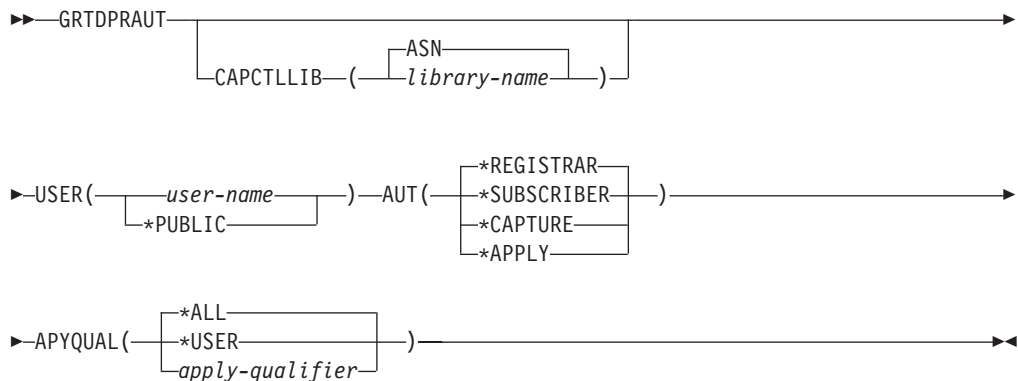 GRTDPRAUT
ASN
CAPCTLLIB ( library-name )
*REGISTRAR
USER( user-name ) AUT( *SUBSCRIBER )
*PUBLIC *CAPTURE
*APPLY
*ALL
APYQUAL( *USER )
apply-qualifier